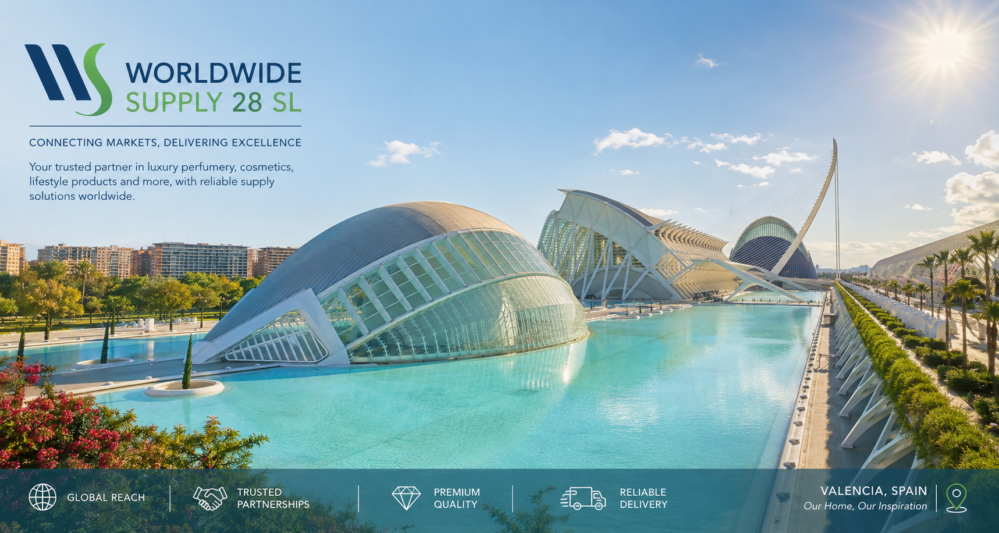 WS
WORLDWIDE
SUPPLY 28 SL
CONNECTING MARKETS, DELIVERING EXCELLENCE
Your trusted partner in luxury perfumery, cosmetics,
lifestyle products and more, with reliable supply
solutions worldwide.
GLOBAL REACH
TRUSTED
PARTNERSHIPS
PREMIUM
QUALITY
RELIABLE
DELIVERY
VALENCIA, SPAIN
Our Home, Our Inspiration